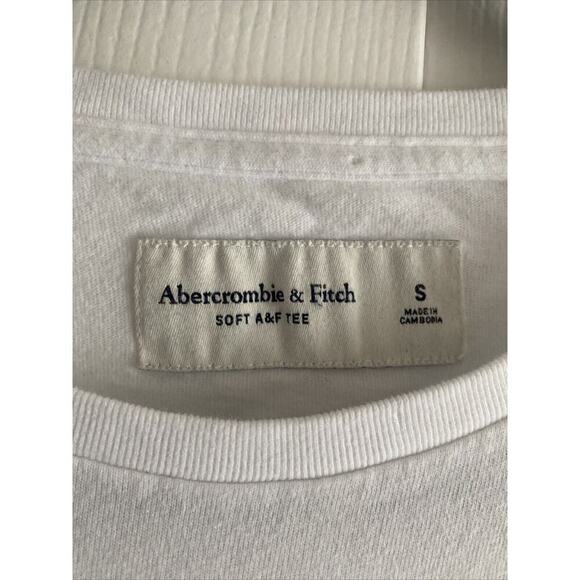 Abercrombie & Fitch
SOFT A&F TEE
S
MADE IN
CAMBODIA